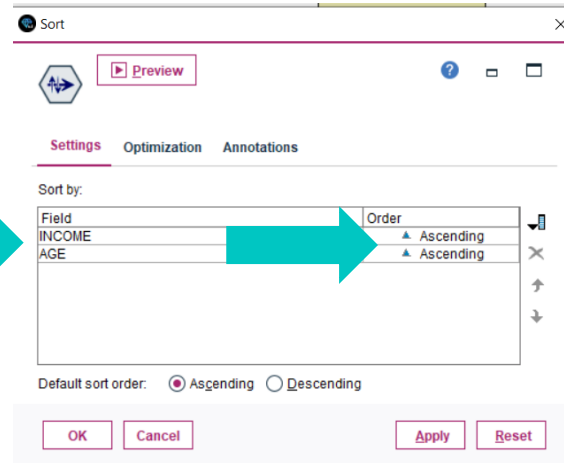 Sort
Preview
Settings Optimization Annotations
Sort by:
Field Order
INCOME Ascending
AGE Ascending
Default sort order: Ascending Descending
OK Cancel Apply Reset